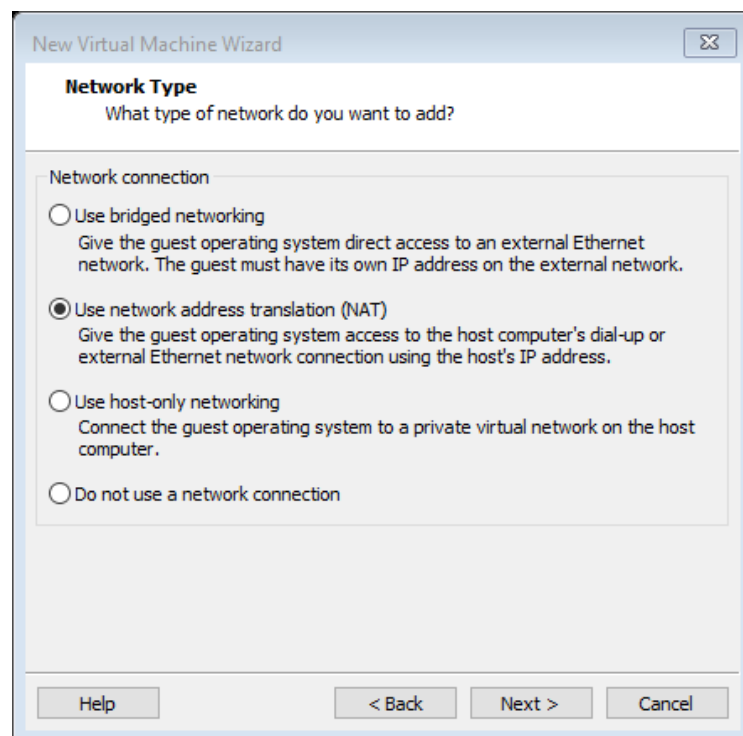 New Virtual Machine Wizard
Network Type
What type of network do you want to add?
Network connection
Use bridged networking
Give the guest operating system direct access to an external Ethernet
network. The guest must have its own IP address on the external network.
Use network address translation (NAT)
Give the guest operating system access to the host computer's dial-up or
external Ethernet network connection using the host's IP address.
Use host-only networking
Connect the guest operating system to a private virtual network on the host
computer.
Do not use a network connection
Help
< Back
Next >
Cancel